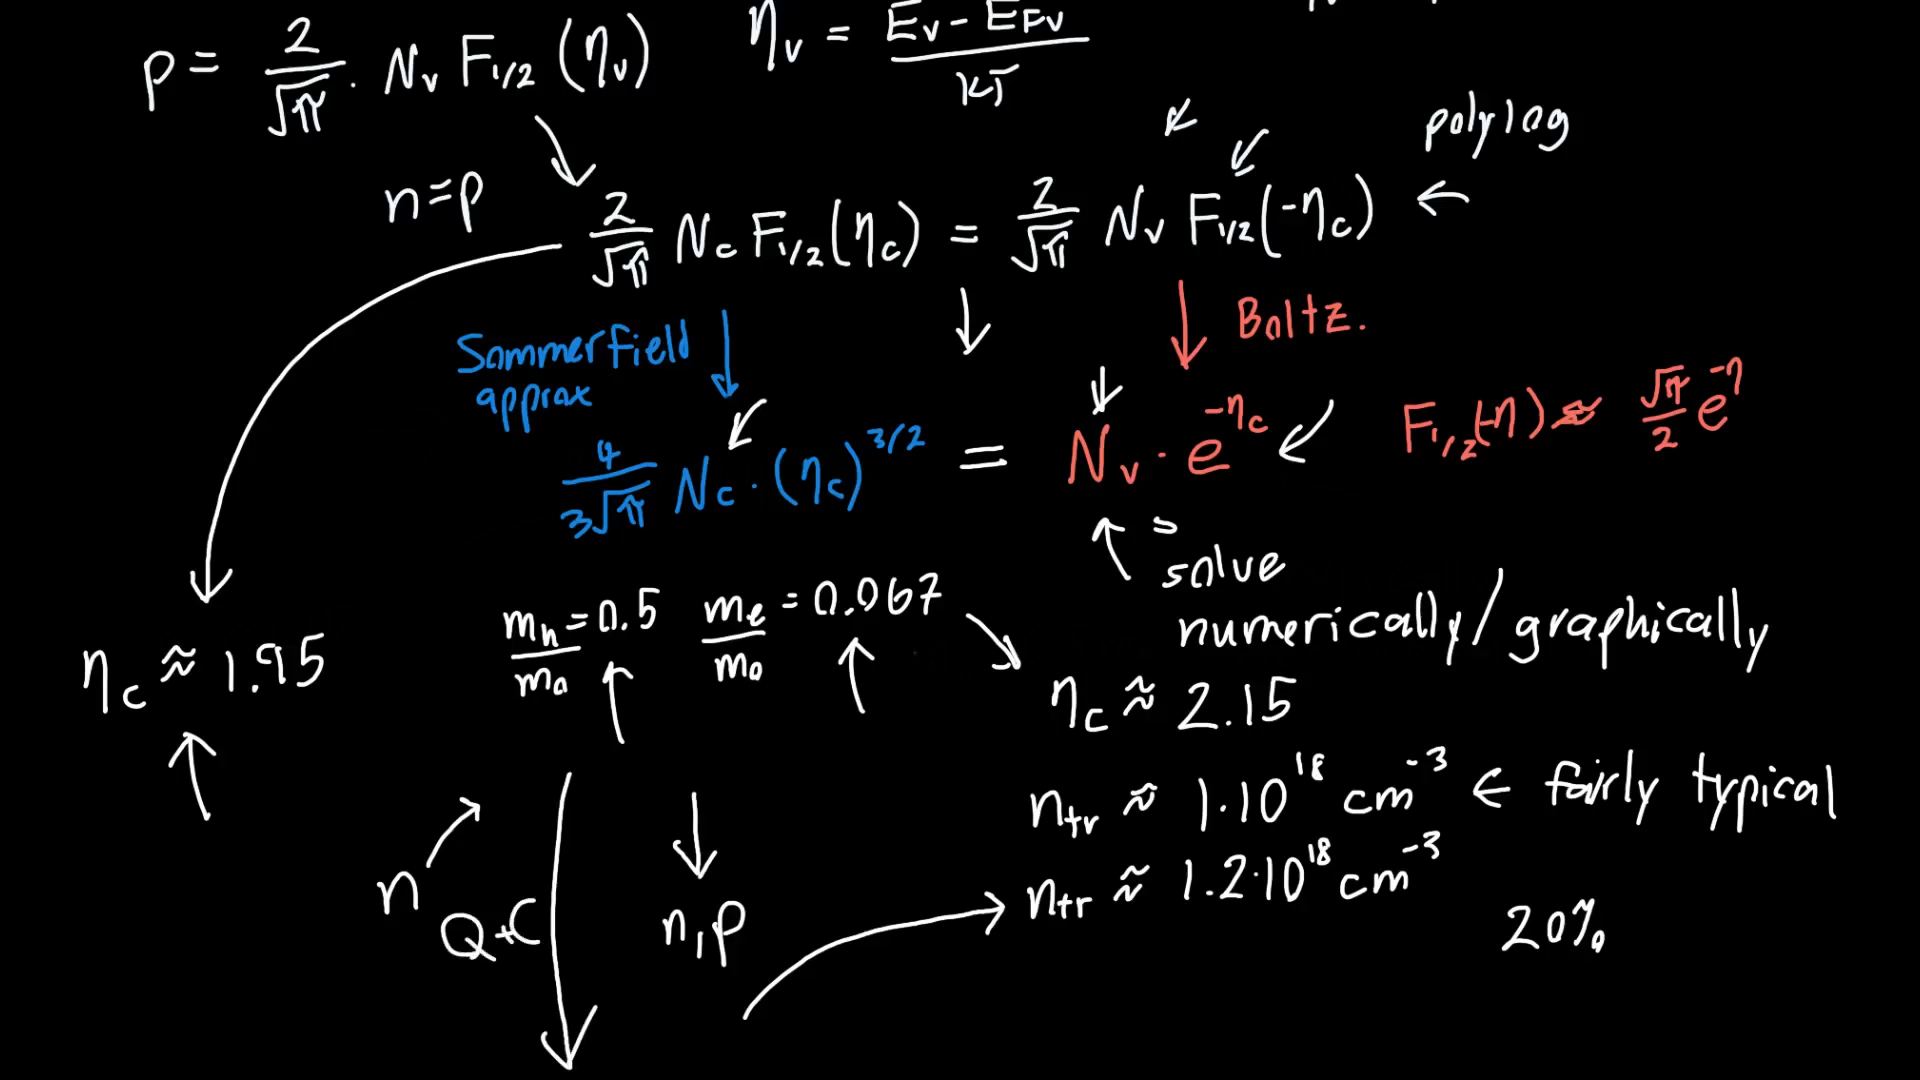 p = 2/√π · Nv F1/2 (ηv) ηv = Ev - EFv / kT
polylog
n=p
2/√π Nc F1/2(ηc) = 2/√π Nv F1/2(-ηc)
Sommerfield approx
Boltz.
4/3√π Nc · (ηc)^3/2 = Nv · e^-ηc F1/2(-η) ≈ √π/2 e^-η
solve
numerically/graphically
ηc ≈ 1.95 mh/m0 = 0.5 me/m0 = 0.067
ηc ≈ 2.15
ntr ≈ 1·10^18 cm^-3 ← fairly typical
ntr ≈ 1.2·10^18 cm^-3
n
Q+C n,p
20%